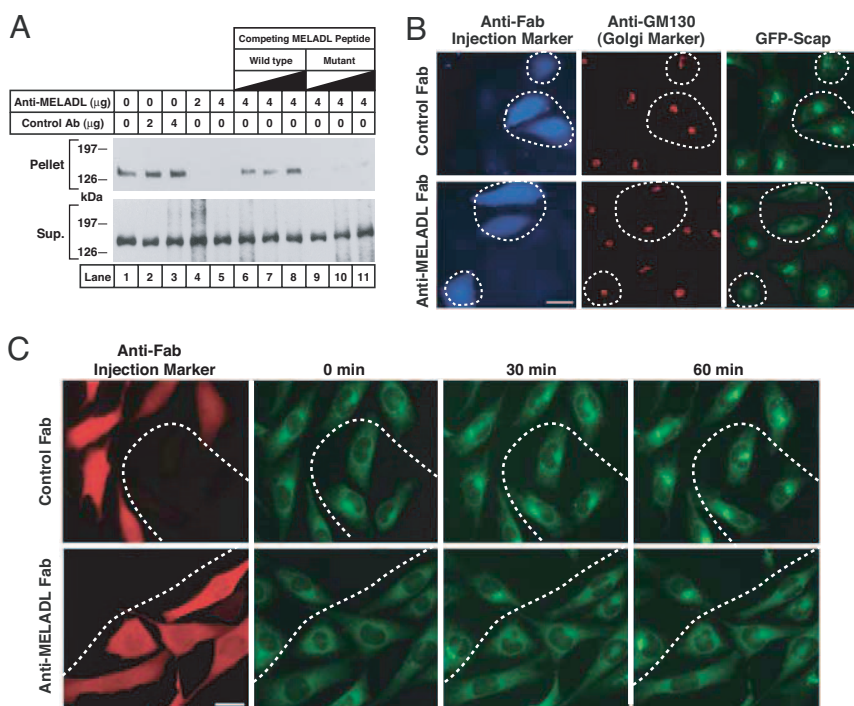 A
Competing MELADL Peptide
Wild type Mutant
Anti-MELADL (μg) 0 0 0 2 4 4 4 4 4 4 4
Control Ab (μg) 0 2 4 0 0 0 0 0 0 0 0
Pellet 197 126
kDa
Sup. 197 126
Lane 1 2 3 4 5 6 7 8 9 10 11
B
Anti-Fab Injection Marker
Anti-GM130 (Golgi Marker)
GFP-Scap
Control Fab
Anti-MELADL Fab
C
Anti-Fab Injection Marker
0 min
30 min
60 min
Control Fab
Anti-MELADL Fab